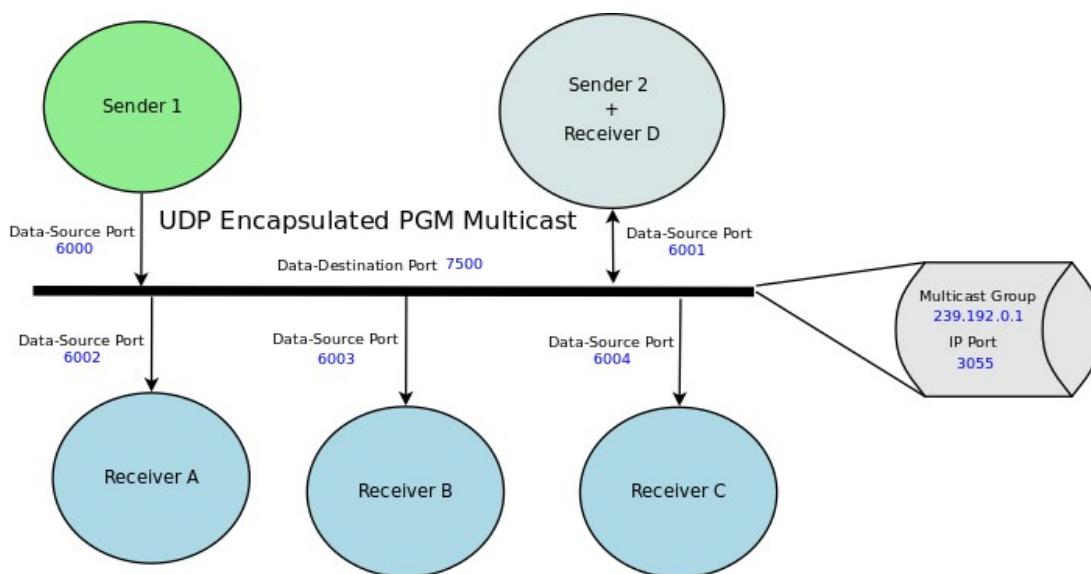 Sender 1
Sender 2
+
Receiver D
UDP Encapsulated PGM Multicast
Data-Source Port
6000
Data-Source Port
6001
Data-Destination Port 7500
Multicast Group
239.192.0.1
IP Port
3055
Data-Source Port
6002
Data-Source Port
6003
Data-Source Port
6004
Receiver A
Receiver B
Receiver C